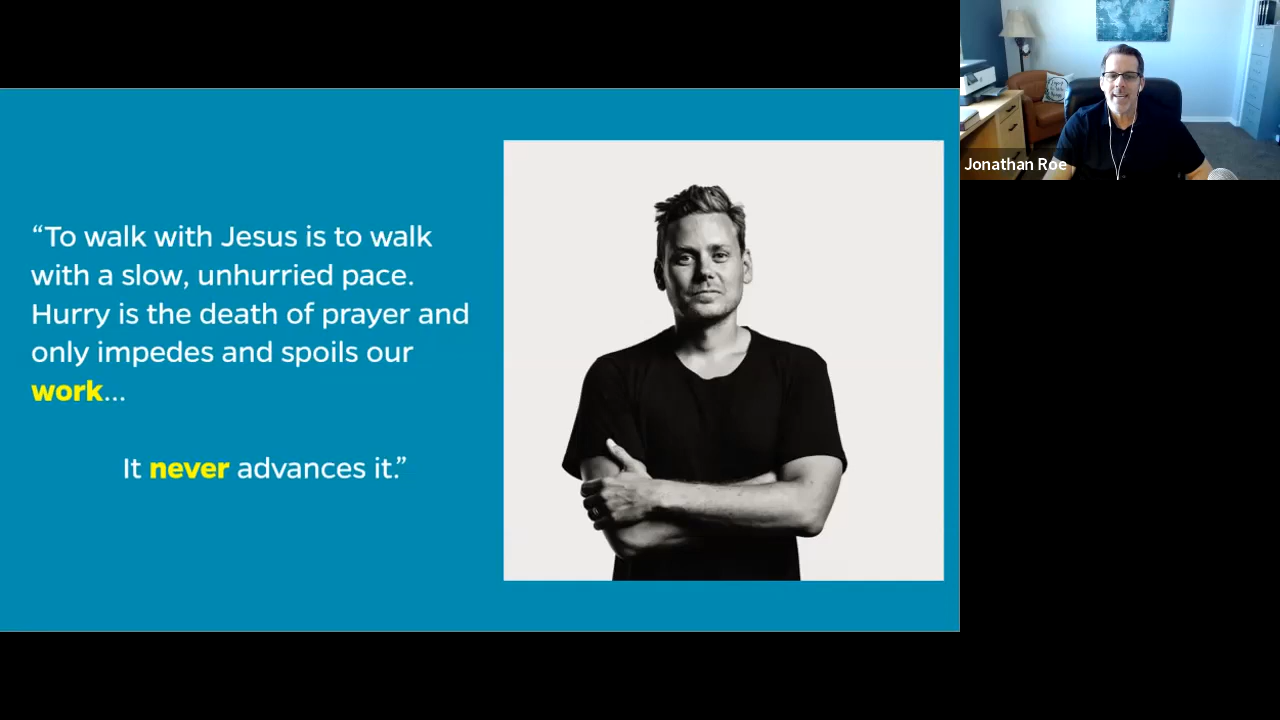 “To walk with Jesus is to walk
with a slow, unhurried pace.
Hurry is the death of prayer and
only impedes and spoils our
work...
It never advances it.”
Jonathan Roe